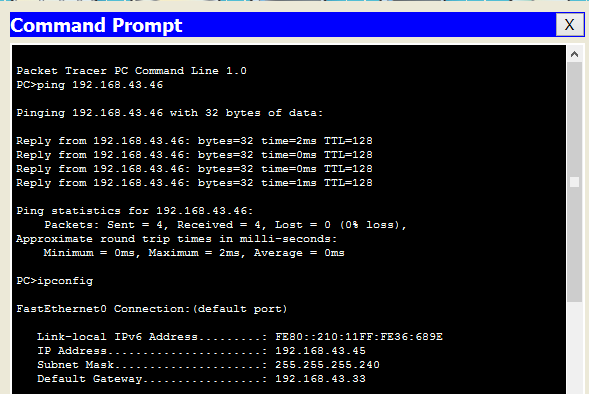 Command Prompt
X
Packet Tracer PC Command Line 1.0
PC>ping 192.168.43.46
Pinging 192.168.43.46 with 32 bytes of data:
Reply from 192.168.43.46: bytes=32 time=2ms TTL=128
Reply from 192.168.43.46: bytes=32 time=0ms TTL=128
Reply from 192.168.43.46: bytes=32 time=0ms TTL=128
Reply from 192.168.43.46: bytes=32 time=1ms TTL=128
Ping statistics for 192.168.43.46:
Packets: Sent = 4, Received = 4, Lost = 0 (0% loss),
Approximate round trip times in milli-seconds:
Minimum = 0ms, Maximum = 2ms, Average = 0ms
PC>ipconfig
FastEthernet0 Connection:(default port)
Link-local IPv6 Address.........: FE80::210:11FF:FE36:689E
IP Address......................: 192.168.43.45
Subnet Mask.....................: 255.255.255.240
Default Gateway.................: 192.168.43.33